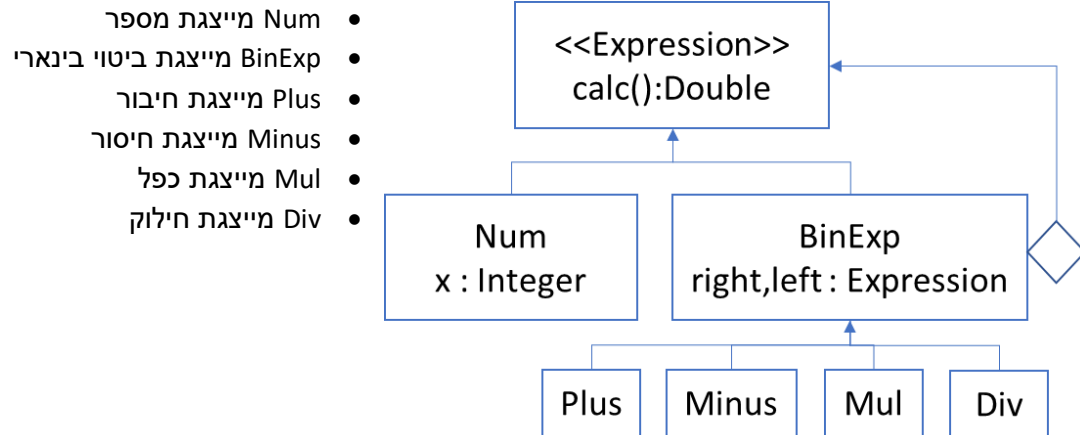 • Num מייצגת מספר
• BinExp מייצגת ביטוי בינארי
• Plus מייצגת חיבור
• Minus מייצגת חיסור
• Mul מייצגת כפל
• Div מייצגת חילוק
<<Expression>>
calc():Double
Num
x : Integer
BinExp
right,left : Expression
Plus
Minus
Mul
Div